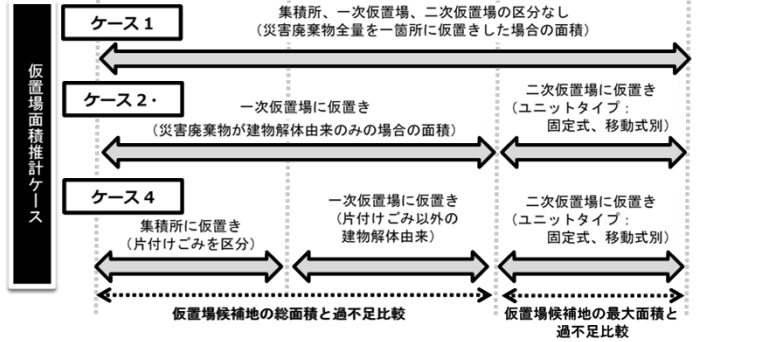 仮置場面積推計ケース
ケース1
集積所、一次仮置場、二次仮置場の区分なし
（災害廃棄物全量を一箇所に仮置きした場合の面積）
ケース2・
一次仮置場に仮置き
（災害廃棄物が建物解体由来のみの場合の面積）
二次仮置場に仮置き
（ユニットタイプ：
固定式、移動式別）
ケース4
集積所に仮置き
（片付けごみを区分）
一次仮置場に仮置き
（片付けごみ以外の
建物解体由来）
二次仮置場に仮置き
（ユニットタイプ：
固定式、移動式別）
仮置場候補地の総面積と過不足比較
仮置場候補地の最大面積と
過不足比較